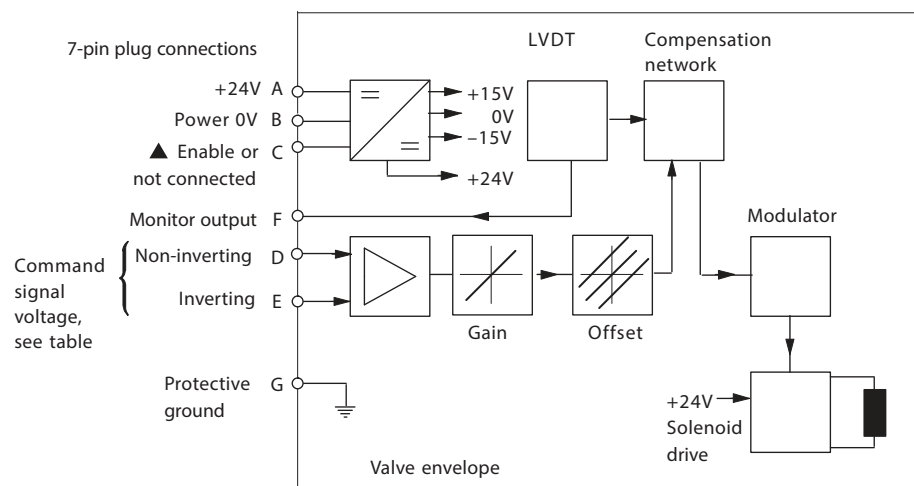 7-pin plug connections
+24V A
Power 0V B
▲ Enable or
not connected
C
Monitor output F
Non-inverting D
Inverting E
Command
signal
voltage,
see table
Protective
ground
G
+15V
0V
–15V
+24V
LVDT
Compensation
network
Gain
Offset
Modulator
+24V
Solenoid
drive
Valve envelope